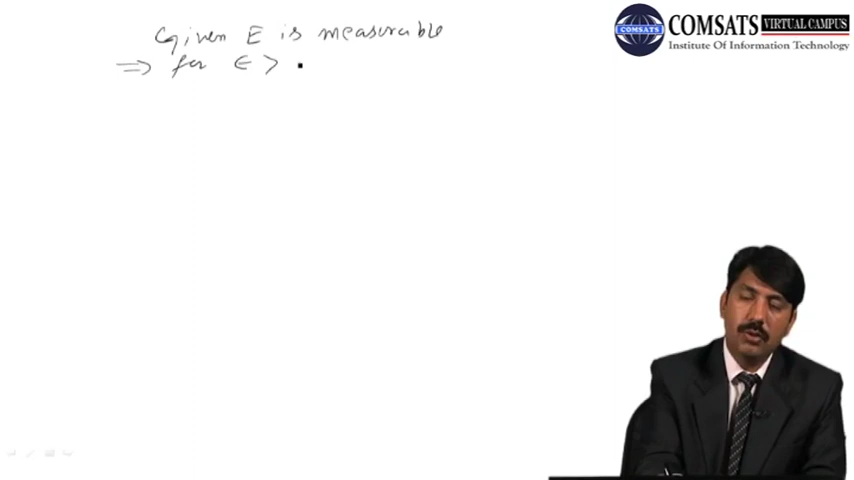 Given E is measurable
⇒ for ∈ > .
COMSATS VIRTUAL CAMPUS
Institute Of Information Technology
COMSATS